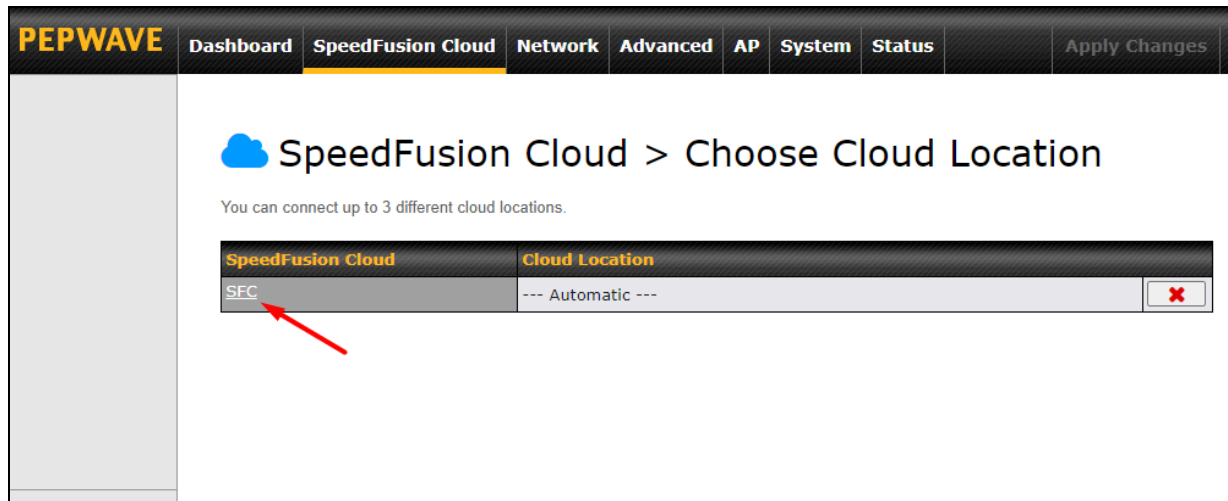 PEPWAVE Dashboard SpeedFusion Cloud Network Advanced AP System Status Apply Changes
SpeedFusion Cloud > Choose Cloud Location
You can connect up to 3 different cloud locations.
SpeedFusion Cloud Cloud Location
SFC --- Automatic ---